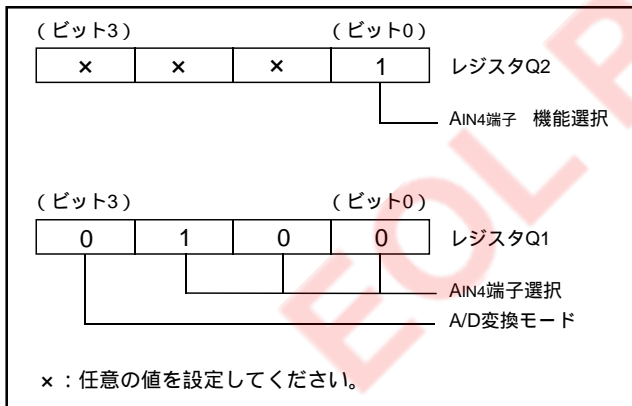 （ビット3） （ビット0）
× × × 1 レジスタQ2
AIN4端子 機能選択
（ビット3） （ビット0）
0 1 0 0 レジスタQ1
AIN4端子選択
A/D変換モード
×：任意の値を設定してください。
EOL P